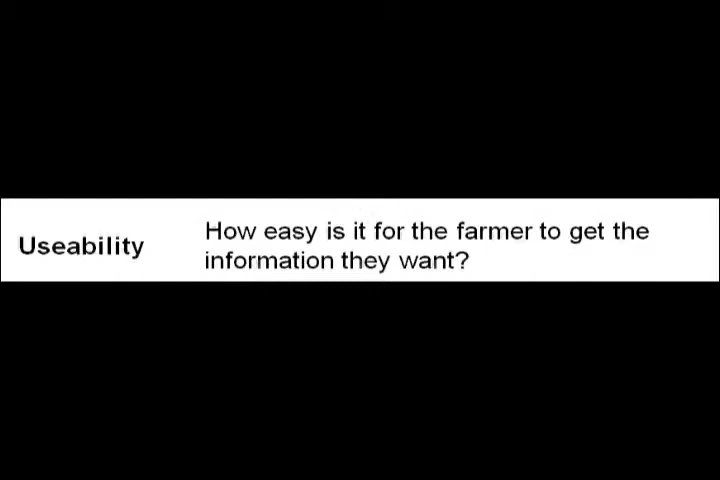 Useability
How easy is it for the farmer to get the
information they want?